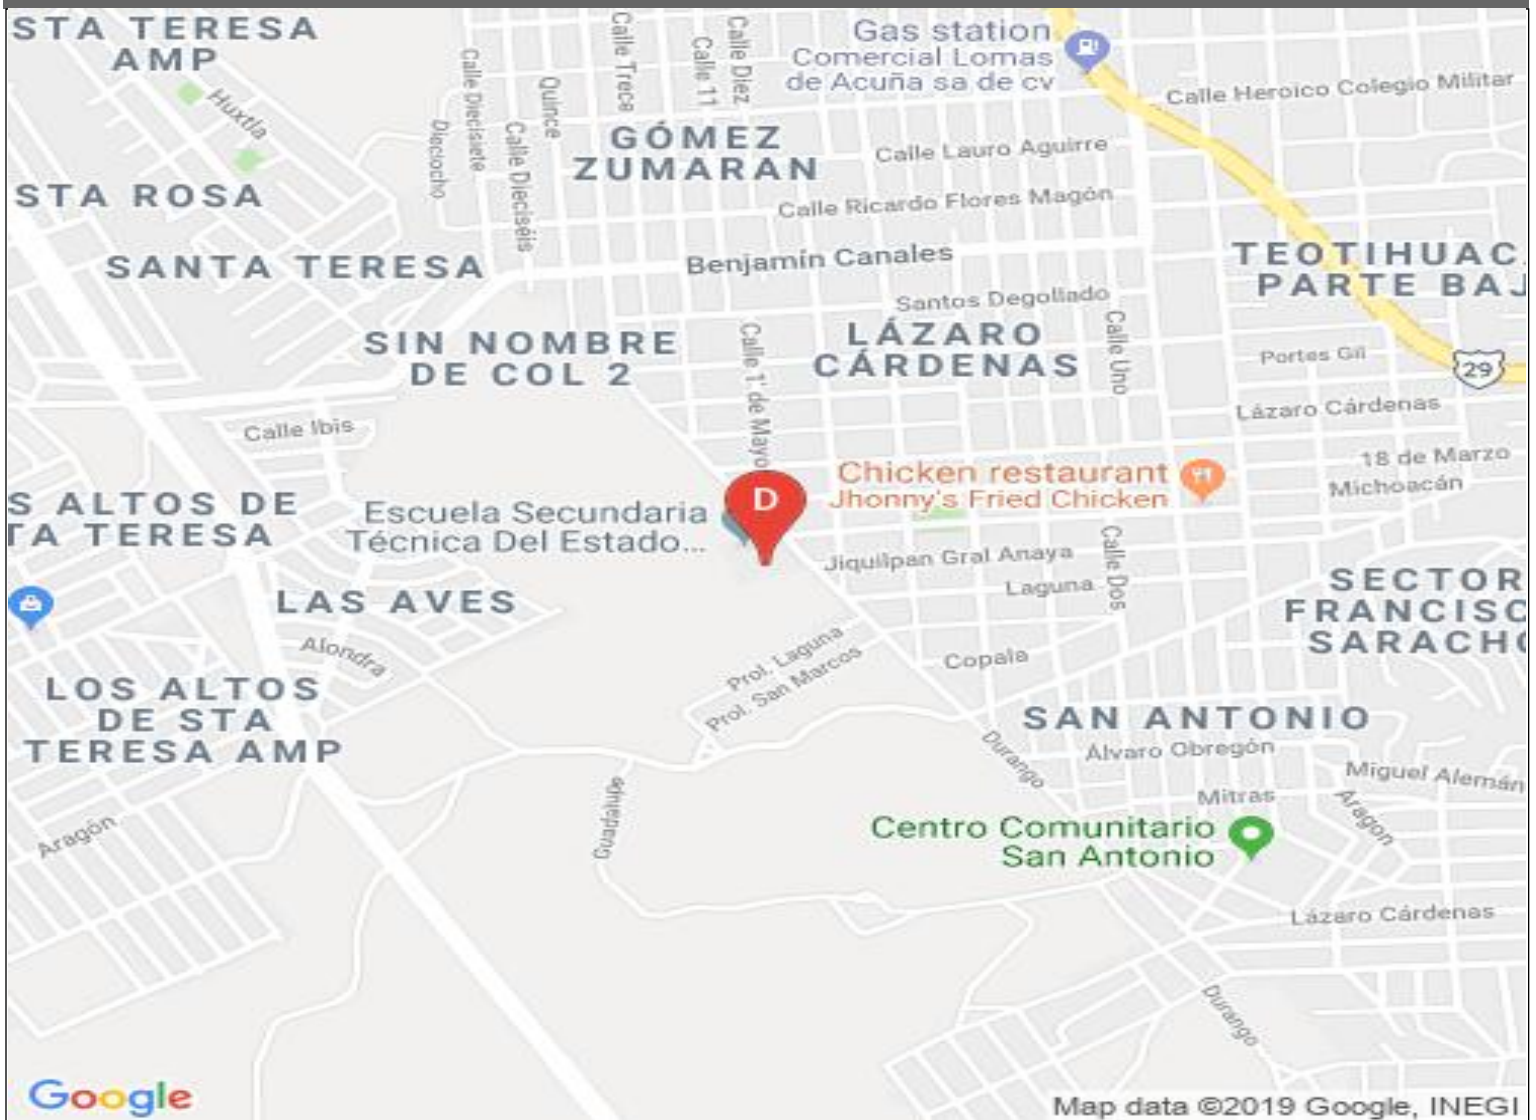 STA TERESA
AMP
Huxtla
Calle Diecisiete
Dieciocho
Quince
Calle Dieciséis
Calle Trece
Calle 11
Calle Diez
Gas station
Comercial Lomas
de Acuña sa de cv
Calle Heroico Colegio Militar
GÓMEZ
ZUMARAN
Calle Lauro Aguirre
STA ROSA
Calle Ricardo Flores Magón
SANTA TERESA
Benjamín Canales
TEOTIHUAC
PARTE BAJ
Santos Degollado
SIN NOMBRE
DE COL 2
Calle 1° de Mayo
LÁZARO
CÁRDENAS
Calle Uno
Portes Gil
29
Lázaro Cárdenas
Calle Ibis
18 de Marzo
Michoacán
Chicken restaurant
Jhonny's Fried Chicken
D
S ALTOS DE
TA TERESA
Escuela Secundaria
Técnica Del Estado...
Jiquilpan Gral Anaya
Calle Dos
Laguna
LAS AVES
SECTOR
FRANCISC
SARACHO
Alondra
Prol. Laguna
Prol. San Marcos
Copala
LOS ALTOS
DE STA
TERESA AMP
SAN ANTONIO
Durango
Álvaro Obregón
Miguel Alemán
Mitras
Aragon
Guadalupe
Aragón
Centro Comunitario
San Antonio
Lázaro Cárdenas
Durango
Google
Map data ©2019 Google, INEGI